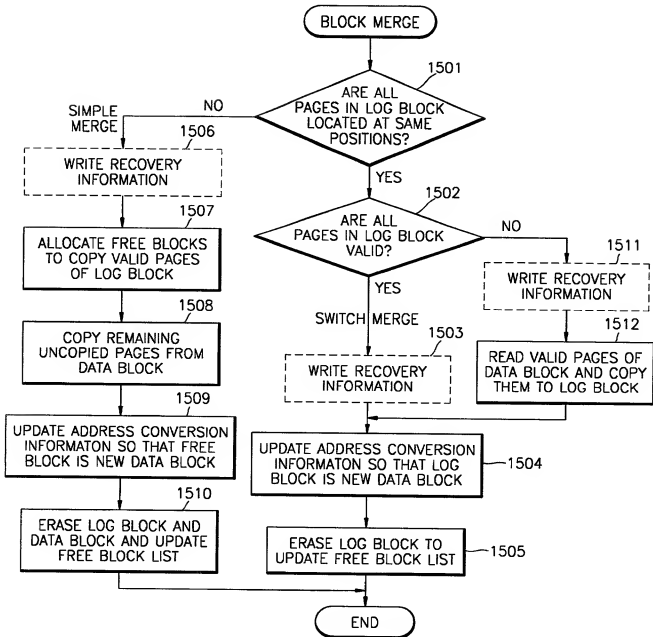 BLOCK MERGE
1501
ARE ALL
PAGES IN LOG BLOCK
LOCATED AT SAME
POSITIONS?
NO
SIMPLE
MERGE
1506
WRITE RECOVERY
INFORMATION
YES
1502
ARE ALL
PAGES IN LOG BLOCK
VALID?
NO
1507
ALLOCATE FREE BLOCKS
TO COPY VALID PAGES
OF LOG BLOCK
1511
WRITE RECOVERY
INFORMATION
YES
SWITCH MERGE
1508
COPY REMAINING
UNCOPIED PAGES FROM
DATA BLOCK
1503
WRITE RECOVERY
INFORMATION
1512
READ VALID PAGES OF
DATA BLOCK AND COPY
THEM TO LOG BLOCK
1509
UPDATE ADDRESS CONVERSION
INFORMATON SO THAT FREE
BLOCK IS NEW DATA BLOCK
UPDATE ADDRESS CONVERSION
INFORMATON SO THAT LOG
BLOCK IS NEW DATA BLOCK
1504
1510
ERASE LOG BLOCK AND
DATA BLOCK AND UPDATE
FREE BLOCK LIST
ERASE LOG BLOCK TO
UPDATE FREE BLOCK LIST
1505
END